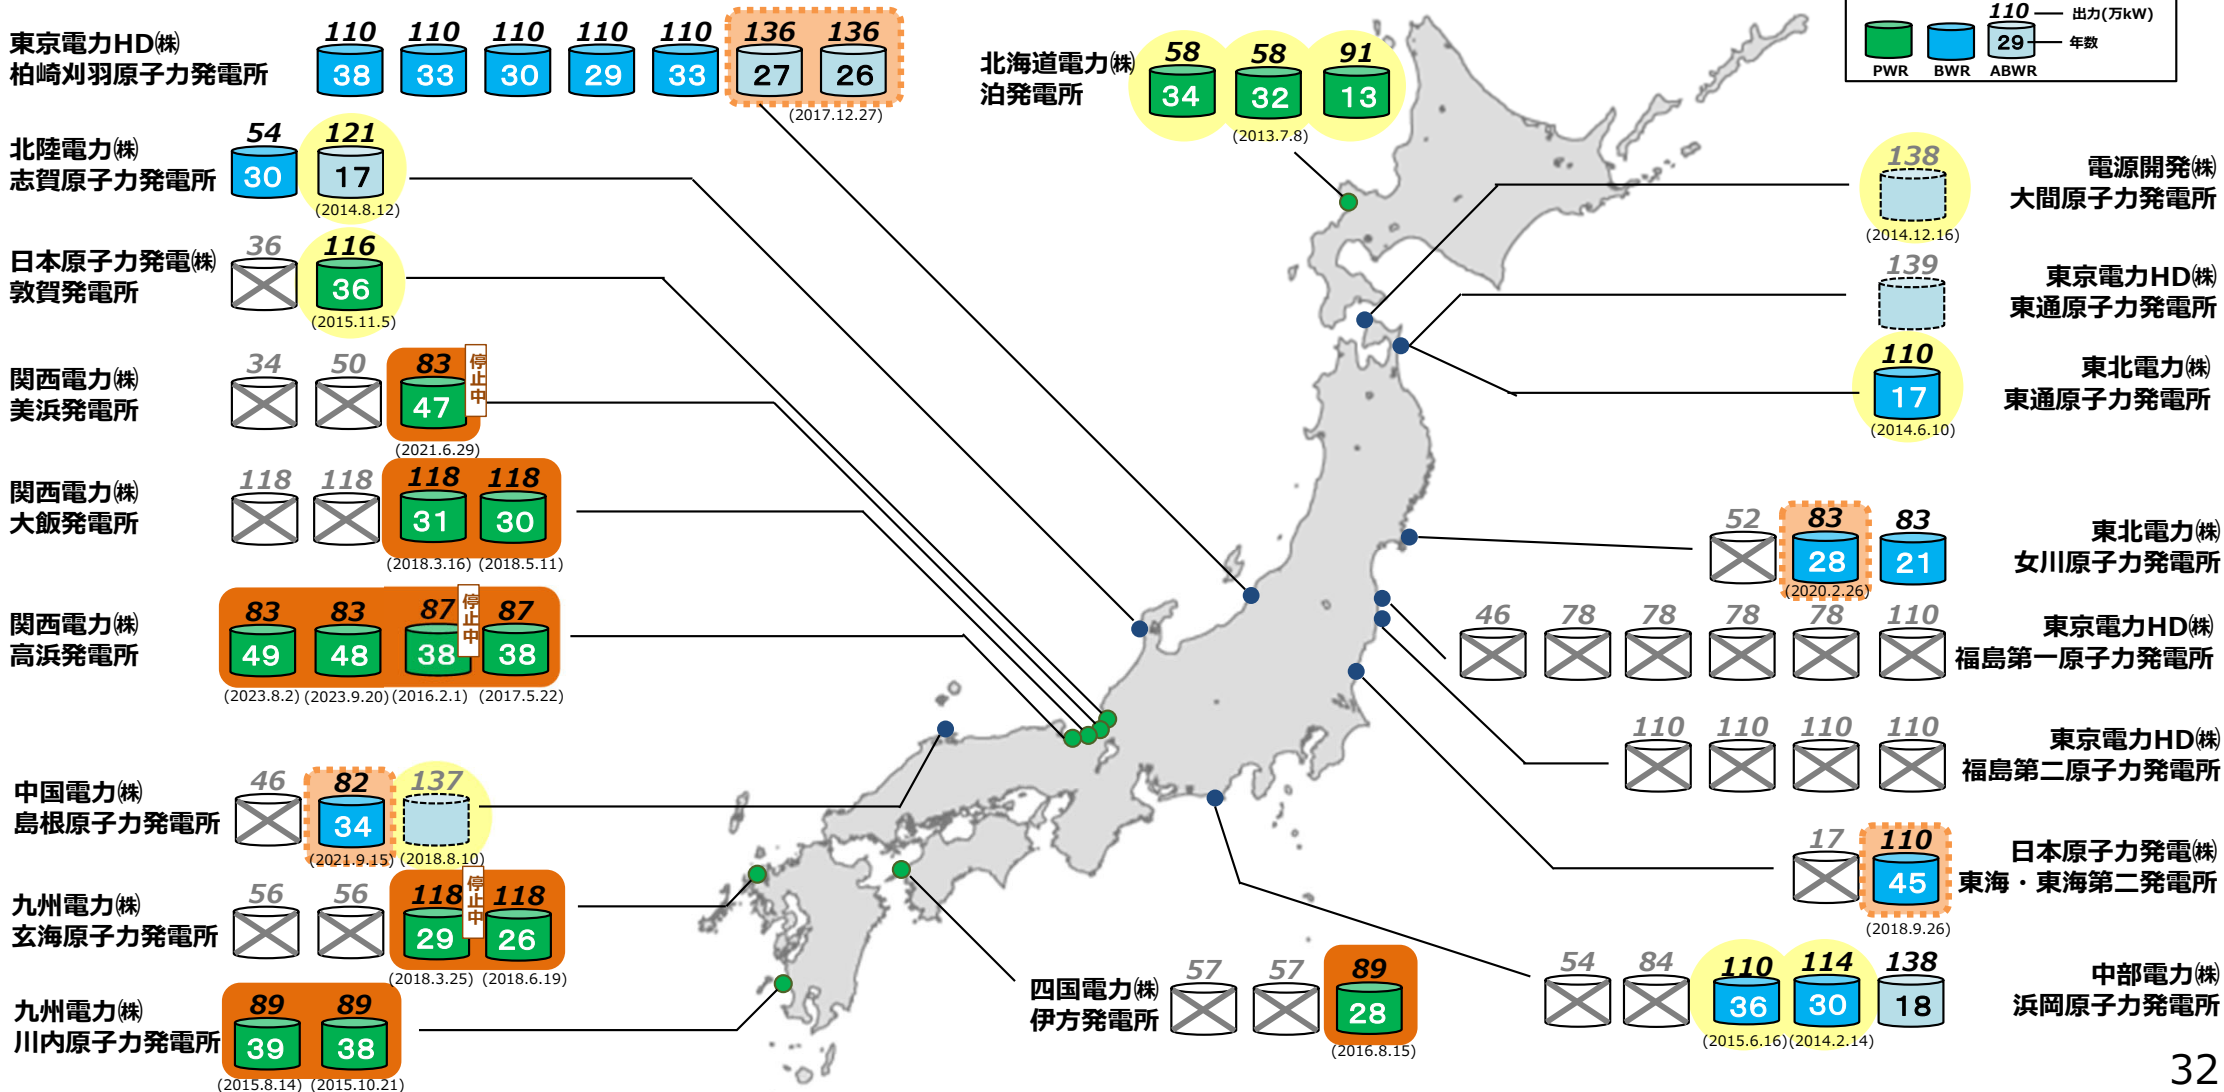 東京電力HD㈱
柏崎刈羽原子力発電所
110 110 110 110 110 136 136
38 33 30 29 33 27 26
(2017.12.27)
北陸電力㈱
志賀原子力発電所
54 121
30 17
(2014.8.12)
日本原子力発電㈱
敦賀発電所
36 116
36
(2015.11.5)
関西電力㈱
美浜発電所
34 50 83
47
停止中
(2021.6.29)
関西電力㈱
大飯発電所
118 118 118 118
31 30
(2018.3.16) (2018.5.11)
関西電力㈱
高浜発電所
83 83 87 87
49 48 38 38
停止中
(2023.8.2) (2023.9.20) (2016.2.1) (2017.5.22)
中国電力㈱
島根原子力発電所
46 82 137
34
(2021.9.15) (2018.8.10)
九州電力㈱
玄海原子力発電所
56 56 118 118
29 26
停止中
(2018.3.25) (2018.6.19)
九州電力㈱
川内原子力発電所
89 89
39 38
(2015.8.14) (2015.10.21)
北海道電力㈱
泊発電所
58 58 91
34 32 13
(2013.7.8)
110 出力(万kW)
29 年数
PWR BWR ABWR
138
電源開発㈱
大間原子力発電所
(2014.12.16)
139
東京電力HD㈱
東通原子力発電所
110
17
東北電力㈱
東通原子力発電所
(2014.6.10)
52 83 83
28 21
東北電力㈱
女川原子力発電所
(2020.2.26)
46 78 78 78 78 110
東京電力HD㈱
福島第一原子力発電所
110 110 110 110
東京電力HD㈱
福島第二原子力発電所
17 110
45
日本原子力発電㈱
東海・東海第二発電所
(2018.9.26)
54 84 110 114 138
36 30 18
中部電力㈱
浜岡原子力発電所
(2015.6.16) (2014.2.14)
四国電力㈱
伊方発電所
57 57 89
28
(2016.8.15)
32